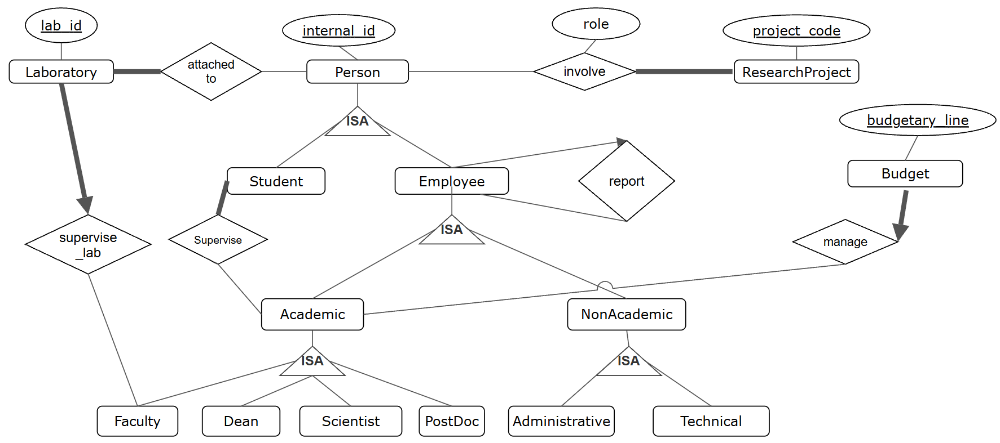 lab_id
internal_id
role
project_code
Laboratory
attached
to
Person
involve
ResearchProject
ISA
budgetary_line
Student
Employee
report
Budget
ISA
supervise
_lab
Supervise
manage
Academic
NonAcademic
ISA
ISA
Faculty
Dean
Scientist
PostDoc
Administrative
Technical